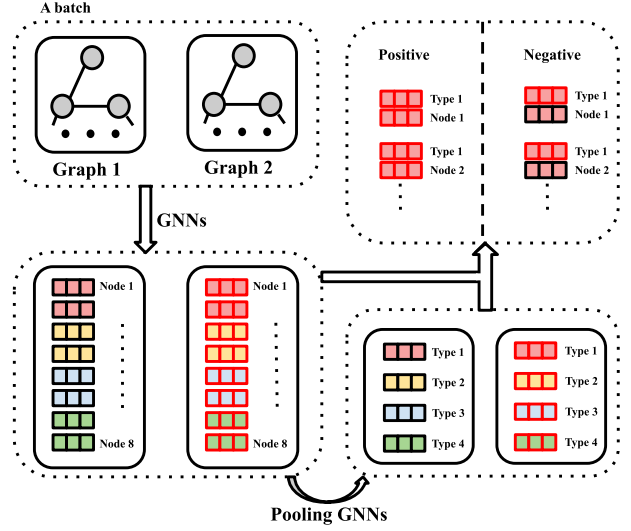 A batch
Graph 1
Graph 2
GNNs
Positive
Negative
Type 1
Node 1
Type 1
Node 2
Type 1
Node 1
Type 1
Node 2
Node 1
Node 8
Node 1
Node 8
Type 1
Type 2
Type 3
Type 4
Type 1
Type 2
Type 3
Type 4
Pooling GNNs